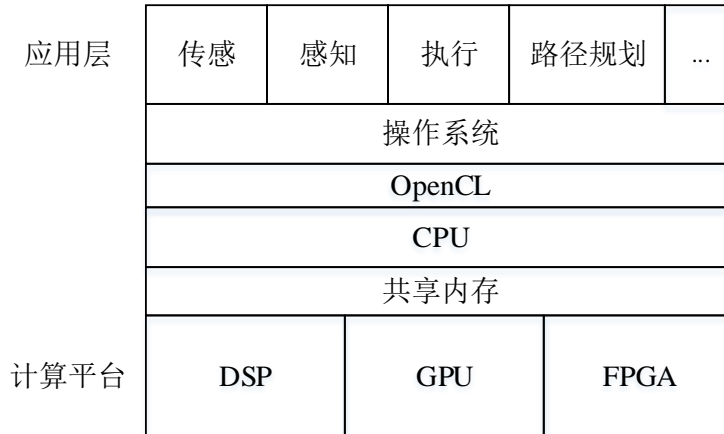 应用层 传感 感知 执行 路径规划 ...
操作系统
OpenCL
CPU
共享内存
计算平台 DSP GPU FPGA